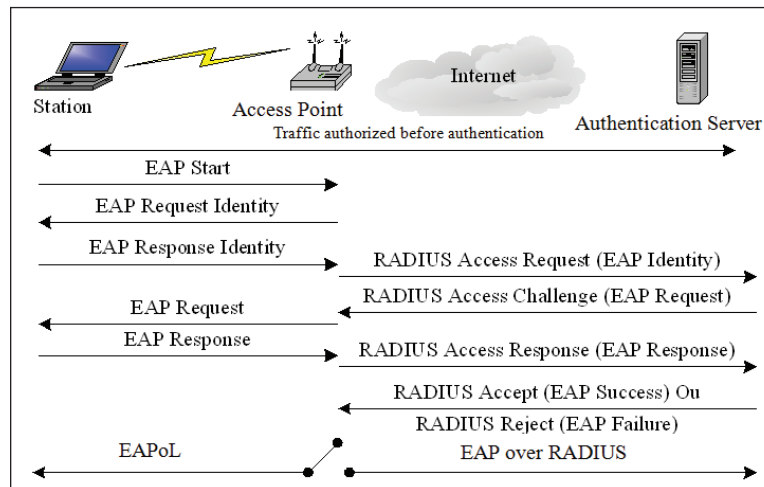 Internet
Station
Access Point
Authentication Server
Traffic authorized before authentication
EAP Start
EAP Request Identity
EAP Response Identity
RADIUS Access Request (EAP Identity)
RADIUS Access Challenge (EAP Request)
EAP Request
EAP Response
RADIUS Access Response (EAP Response)
RADIUS Accept (EAP Success) Ou
RADIUS Reject (EAP Failure)
EAPoL
EAP over RADIUS